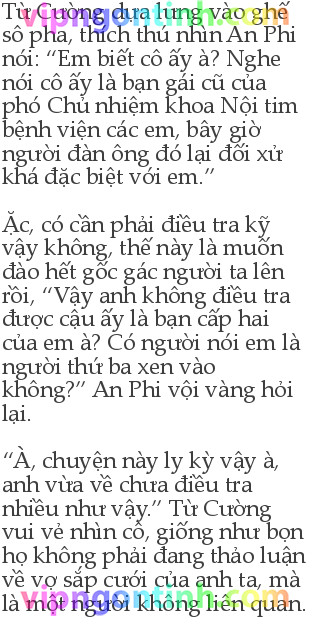 Từ Cường dựa lưng vào ghế
sô pha, thích thú nhìn An Phi
nói: “Em biết cô ấy à? Nghe
nói cô ấy là bạn gái cũ của
phó Chủ nhiệm khoa Nội tim
bệnh viện các em, bây giờ
người đàn ông đó lại đối xử
khá đặc biệt với em.”
Ặc, có cần phải điều tra kỹ
vậy không, thế này là muốn
đào hết gốc gác người ta lên
rồi, “Vậy anh không điều tra
được cậu ấy là bạn cấp hai
của em à? Có người nói em là
người thứ ba xen vào
không?” An Phi vội vàng hỏi
lại.
“À, chuyện này ly kỳ vậy à,
anh vừa về chưa điều tra
nhiều như vậy.” Từ Cường
vui vẻ nhìn cô, giống như bọn
họ không phải đang thảo luận
về vợ sắp cưới của anh ta, mà
là một người không liên quan.
vipngontinh.com
vipngontinh.com